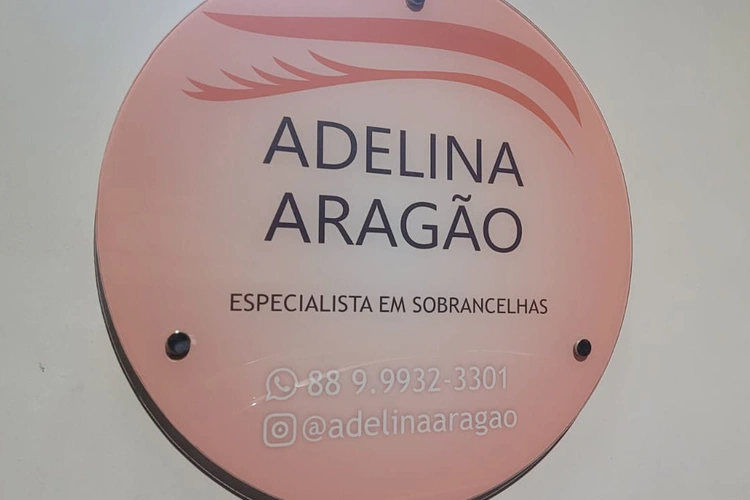 ADELINA
ARAGÃO
ESPECIALISTA EM SOBRANCELHAS
88 9.9932-3301
@adelinaaragao